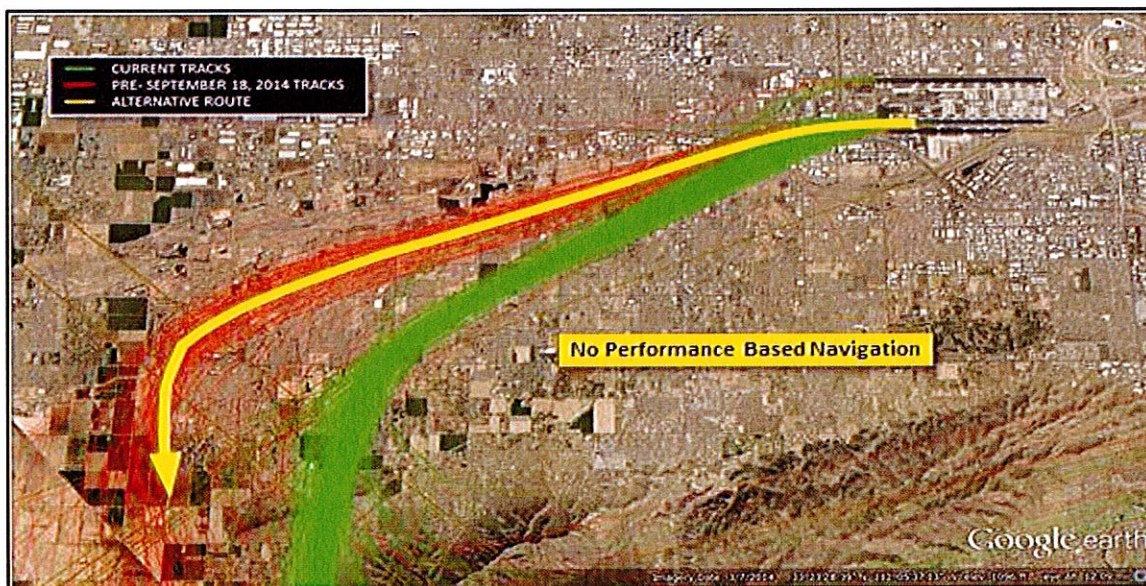 CURRENT TRACKS
PRE- SEPTEMBER 18, 2014 TRACKS
ALTERNATIVE ROUTE
No Performance Based Navigation
Google earth